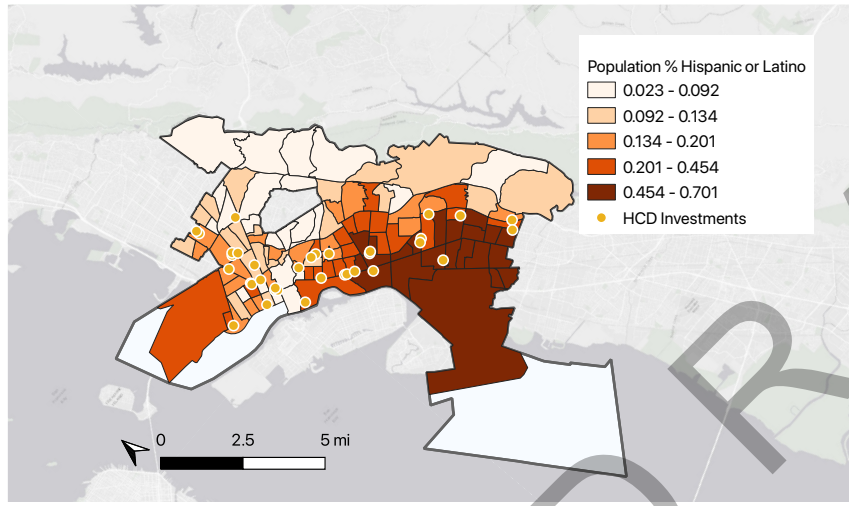 Population % Hispanic or Latino
0.023 - 0.092
0.092 - 0.134
0.134 - 0.201
0.201 - 0.454
0.454 - 0.701
HCD Investments
0 2.5 5 mi
R